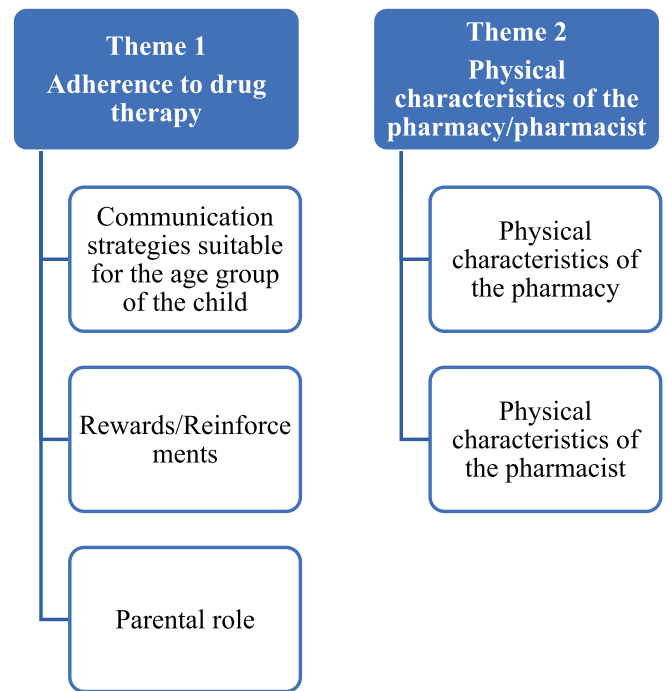 Theme 1
Adherence to drug
therapy
Communication
strategies suitable
for the age group
of the child
Rewards/Reinforce
ments
Parental role
Theme 2
Physical
characteristics of the
pharmacy/pharmacist
Physical
characteristics of
the pharmacy
Physical
characteristics of
the pharmacist